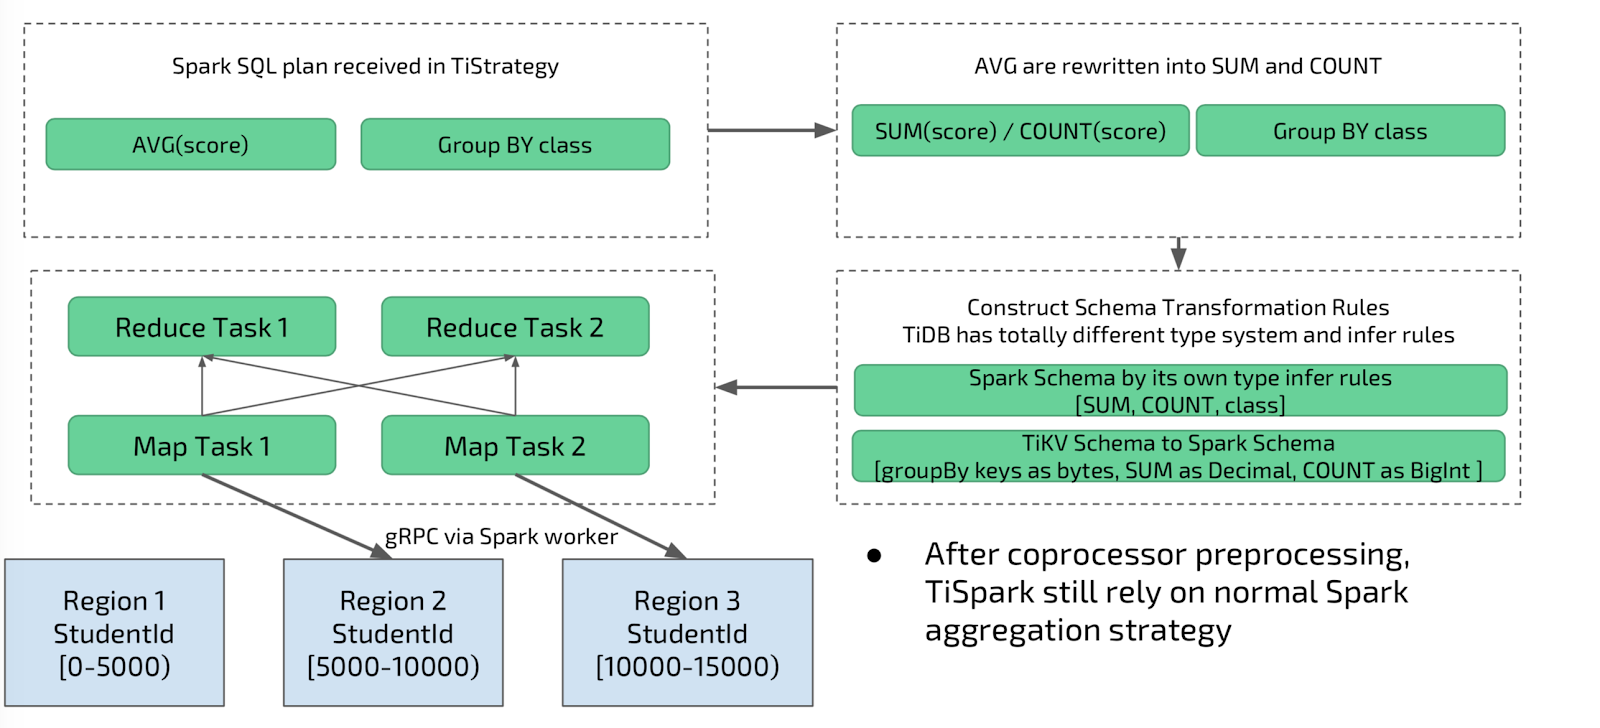 Spark SQL plan received in TiStrategy
AVG(score)
Group BY class
AVG are rewritten into SUM and COUNT
SUM(score) / COUNT(score)
Group BY class
Construct Schema Transformation Rules
TiDB has totally different type system and infer rules
Spark Schema by its own type infer rules
[SUM, COUNT, class]
TiKV Schema to Spark Schema
[groupBy keys as bytes, SUM as Decimal, COUNT as BigInt ]
Reduce Task 1
Reduce Task 2
Map Task 1
Map Task 2
gRPC via Spark worker
Region 1
StudentId
[0-5000)
Region 2
StudentId
[5000-10000)
Region 3
StudentId
[10000-15000)
● After coprocessor preprocessing,
TiSpark still rely on normal Spark
aggregation strategy